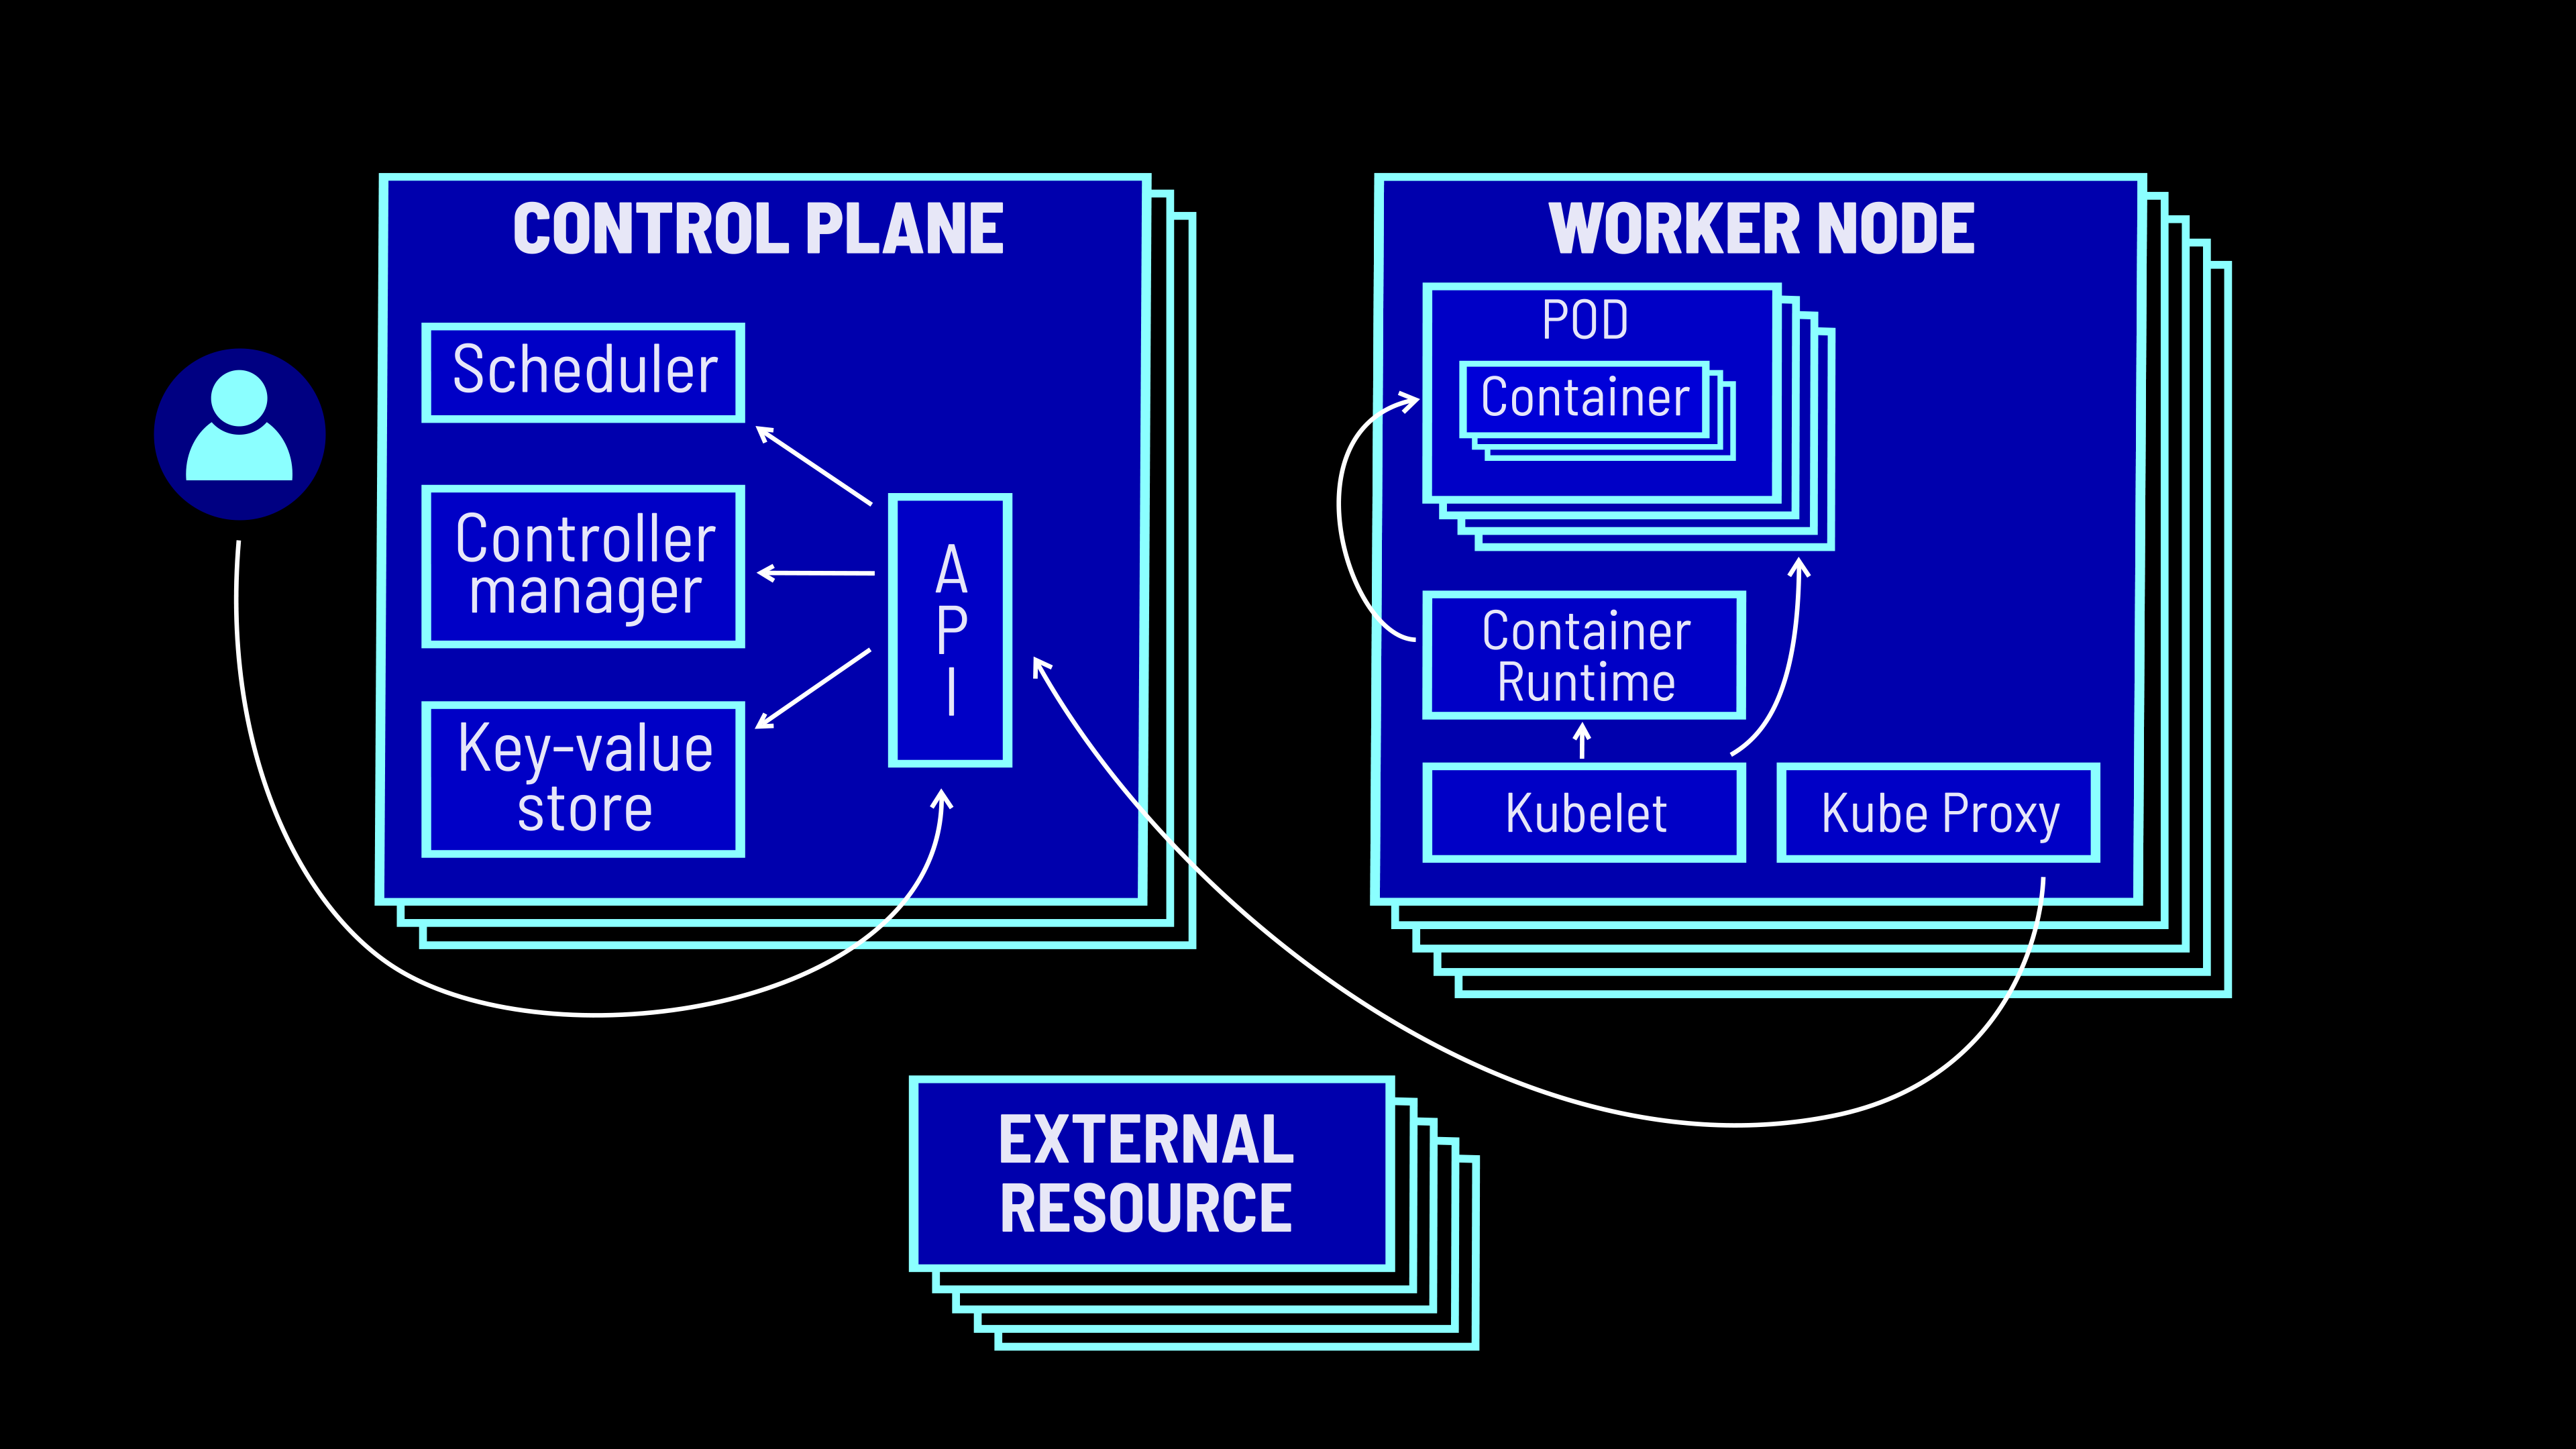 CONTROL PLANE
Scheduler
Controller
manager
Key-value
store
A
P
I
WORKER NODE
POD
Container
Container
Runtime
Kubelet
Kube Proxy
EXTERNAL
RESOURCE